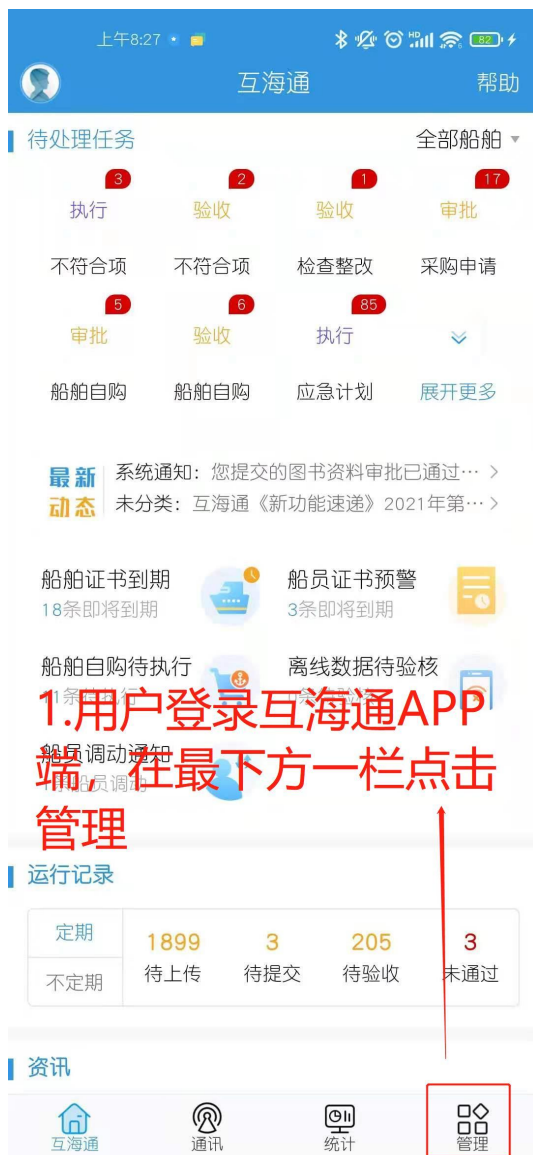 上午8:27
HD
82
互海通
帮助
待处理任务
全部船舶
3
2
1
17
执行
验收
验收
审批
不符合项
不符合项
检查整改
采购申请
5
6
85
审批
验收
执行
船舶自购
船舶自购
应急计划
展开更多
最新
动态
系统通知：您提交的图书资料审批已通过…
未分类：互海通《新功能速递》2021年第…
船舶证书到期
18条即将到期
船员证书预警
3条即将到期
船舶自购待执行
离线数据待验核
1.用户登录互海通APP
端，在最下方一栏点击
管理
船员调动通知
运行记录
定期
不定期
1899
3
205
3
待上传
待提交
待验收
未通过
资讯
互海通
通讯
统计
管理